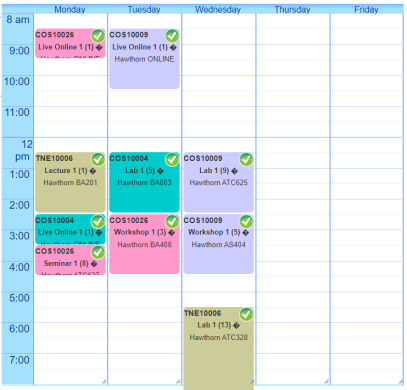 Monday Tuesday Wednesday Thursday Friday
8 am
9:00
10:00
11:00
12 pm
1:00
2:00
3:00
4:00
5:00
6:00
7:00
COS10026
Live Online 1 (1) �
Hawthorn ONLINE
TNE10006
Lecture 1 (1) �
Hawthorn BA201
COS10004
Live Online 1 (1) �
Hawthorn ONLINE
COS10026
Seminar 1 (8) �
Hawthorn ATC627
COS10009
Live Online 1 (1) �
Hawthorn ONLINE
COS10004
Lab 1 (5) �
Hawthorn BA603
COS10026
Workshop 1 (3) �
Hawthorn BA408
COS10009
Lab 1 (9) �
Hawthorn ATC625
COS10009
Workshop 1 (5) �
Hawthorn AS404
TNE10006
Lab 1 (13) �
Hawthorn ATC328